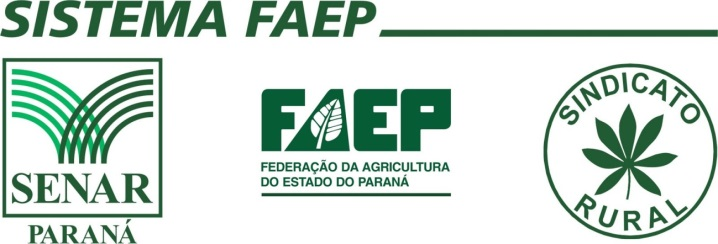 SISTEMA FAEP
SENAR
PARANÁ
FAEP
FEDERAÇÃO DA AGRICULTURA
DO ESTADO DO PARANÁ
SINDICATO
RURAL